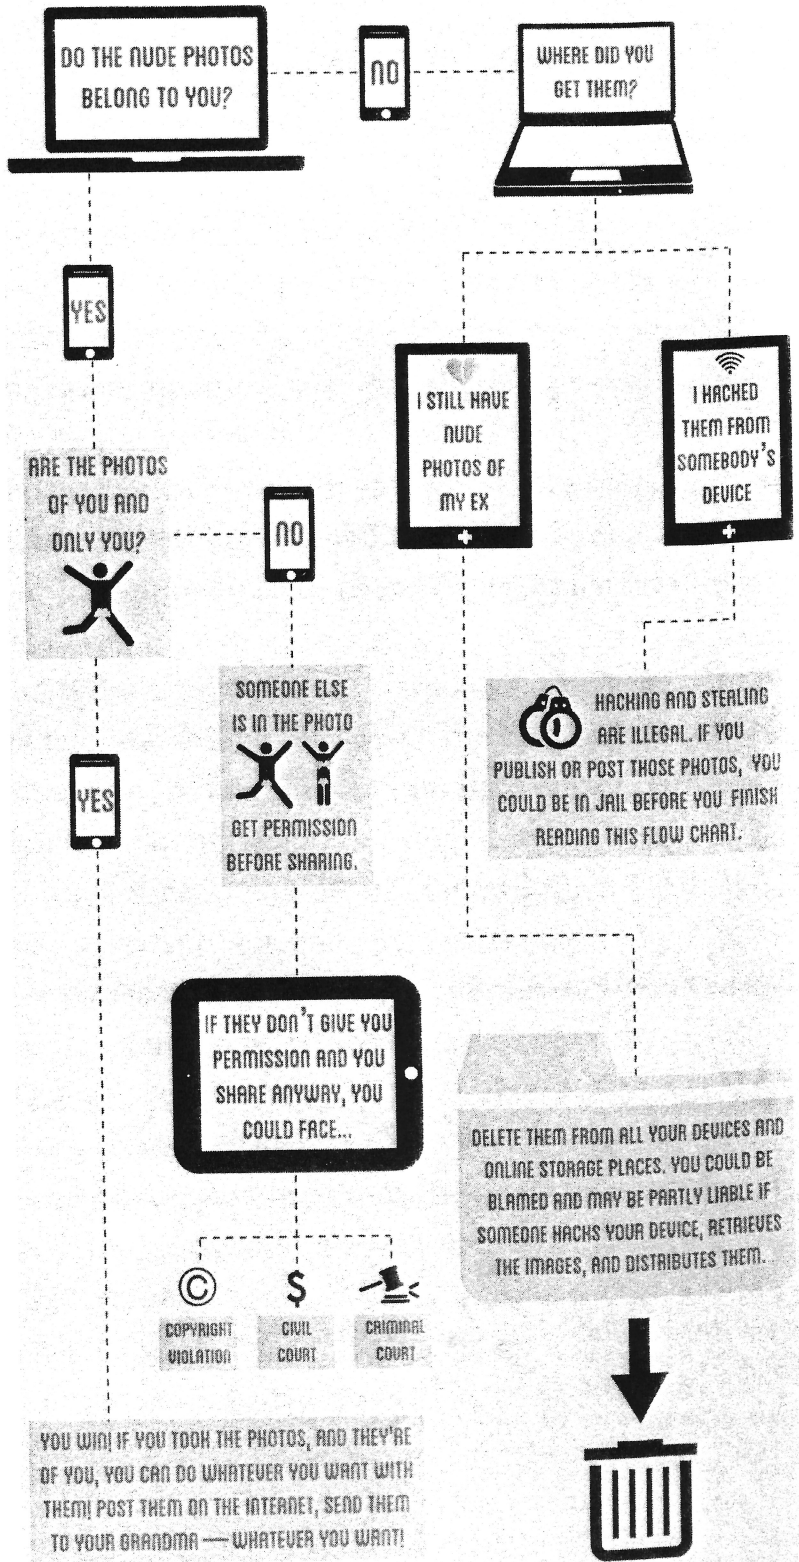 DO THE NUDE PHOTOS
BELONG TO YOU?
NO
WHERE DID YOU
GET THEM?
YES
I STILL HAVE
NUDE
PHOTOS OF
MY EX
I HACKED
THEM FROM
SOMEBODY'S
DEVICE
ARE THE PHOTOS
OF YOU AND
ONLY YOU?
NO
SOMEONE ELSE
IS IN THE PHOTO
GET PERMISSION
BEFORE SHARING.
HACKING AND STEALING
ARE ILLEGAL. IF YOU
PUBLISH OR POST THOSE PHOTOS, YOU
COULD BE IN JAIL BEFORE YOU FINISH
READING THIS FLOW CHART.
YES
IF THEY DON'T GIVE YOU
PERMISSION AND YOU
SHARE ANYWAY, YOU
COULD FACE...
DELETE THEM FROM ALL YOUR DEVICES AND
ONLINE STORAGE PLACES. YOU COULD BE
BLAMED AND MAY BE PARTLY LIABLE IF
SOMEONE HACKS YOUR DEVICE, RETRIEVES
THE IMAGES, AND DISTRIBUTES THEM.
©
$
COPYRIGHT
VIOLATION
CIVIL
COURT
CRIMINAL
COURT
YOU WIN! IF YOU TOOK THE PHOTOS, AND THEY'RE
OF YOU, YOU CAN DO WHATEVER YOU WANT WITH
THEM! POST THEM ON THE INTERNET, SEND THEM
TO YOUR GRANDMA — WHATEVER YOU WANT!